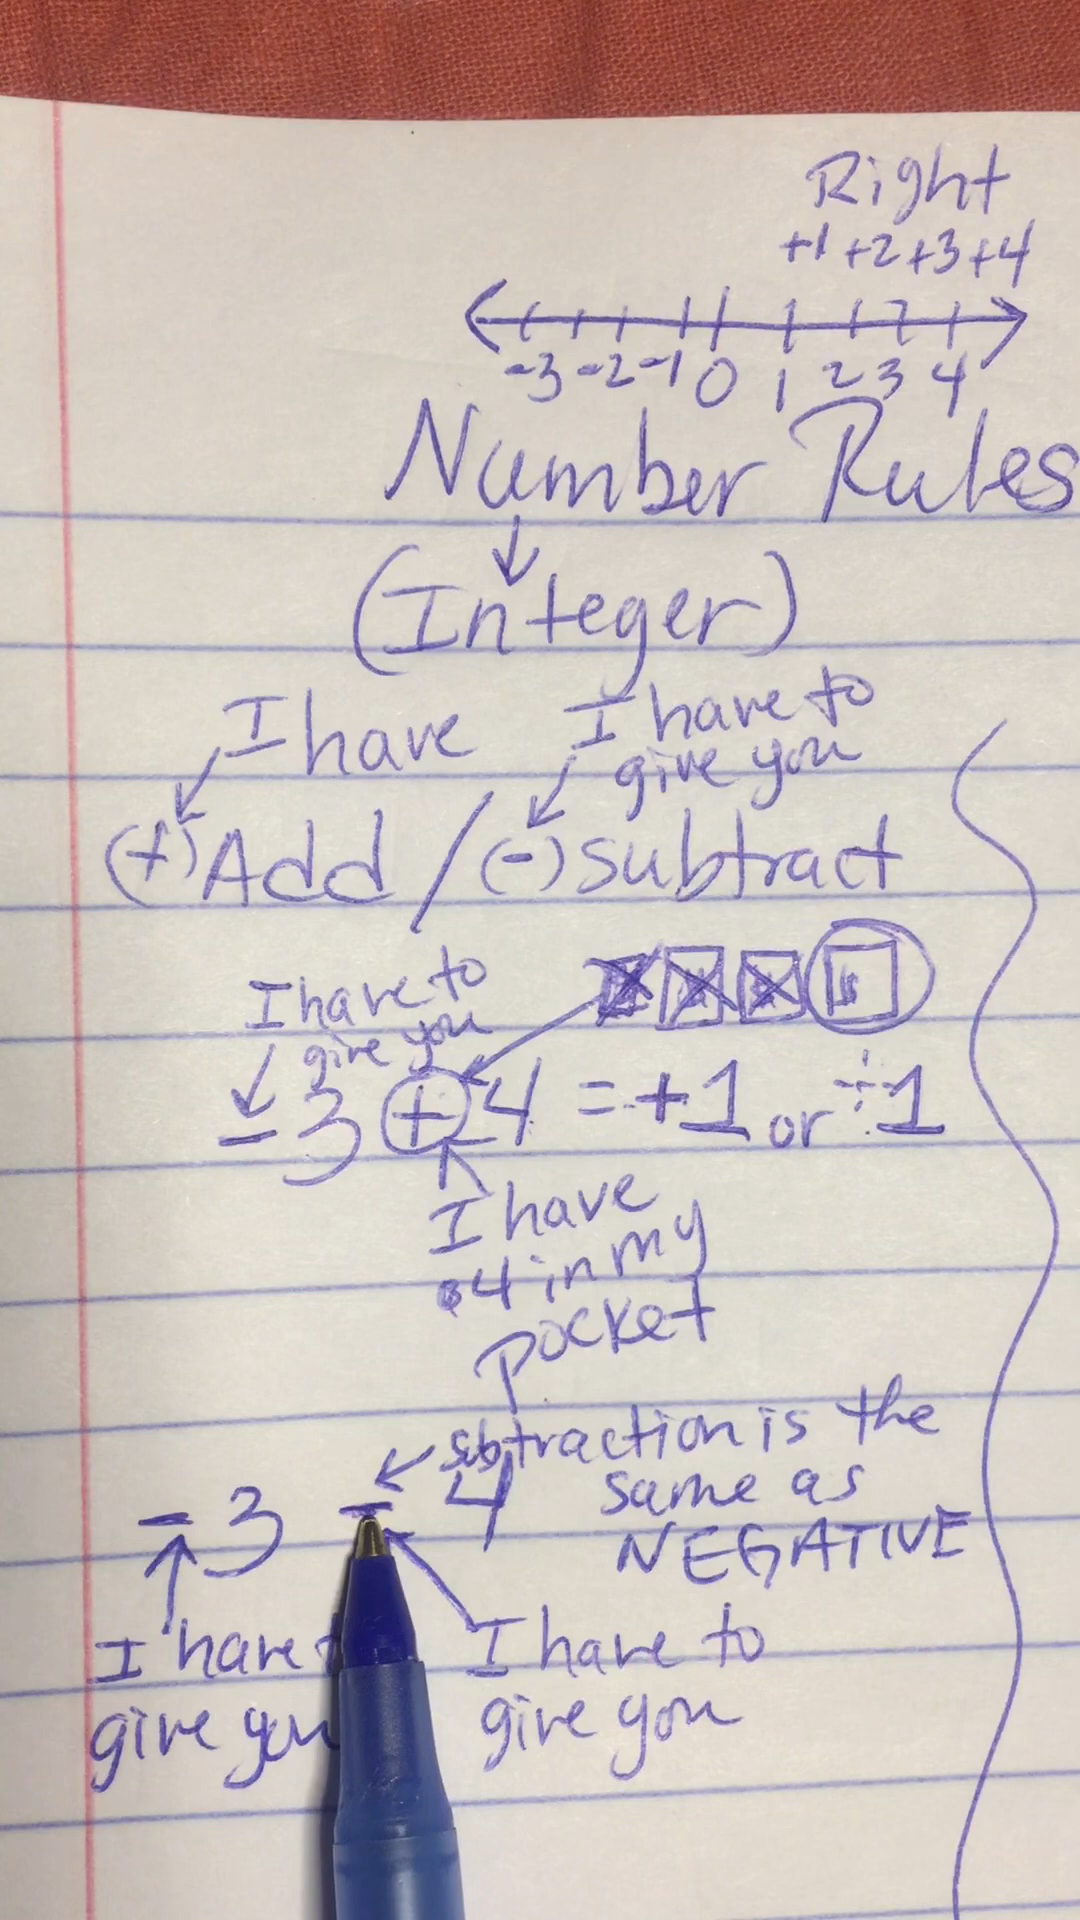 Right
+1 +2 +3 +4
-3 -2 -1 0 1 2 3 4
Number Rules
(Integer)
I have
I have to
give you
(+) Add / (-) subtract
I have to
give you
- 3 + 4 = +1 or ÷1
I have
4 in my
pocket
sbtraction is the
same as
NEGATIVE
- 3 - 4
I have
give you
I have to
give you